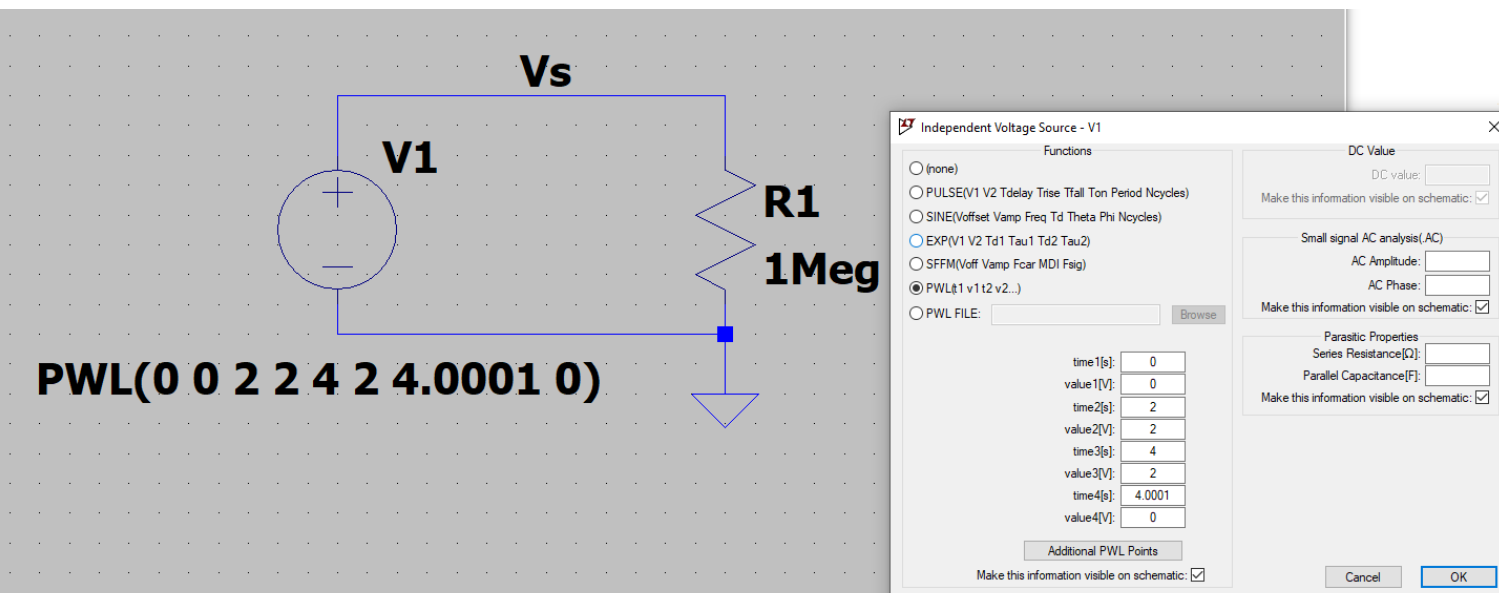 Vs
V1
R1
1Meg
PWL(0 0 2 2 4 2 4.0001 0)
Independent Voltage Source - V1
Functions
(none)
PULSE(V1 V2 Tdelay Trise Tfall Ton Period Ncycles)
SINE(Voffset Vamp Freq Td Theta Phi Ncycles)
EXP(V1 V2 Td1 Tau1 Td2 Tau2)
SFFM(Voff Vamp Fcar MDI Fsig)
PWL(t1 v1 t2 v2...)
PWL FILE:
Browse
time1[s]: 0
value1[V]: 0
time2[s]: 2
value2[V]: 2
time3[s]: 4
value3[V]: 2
time4[s]: 4.0001
value4[V]: 0
Additional PWL Points
Make this information visible on schematic:
DC Value
DC value:
Make this information visible on schematic:
Small signal AC analysis(.AC)
AC Amplitude:
AC Phase:
Make this information visible on schematic:
Parasitic Properties
Series Resistance[Ω]:
Parallel Capacitance[F]:
Make this information visible on schematic:
Cancel
OK